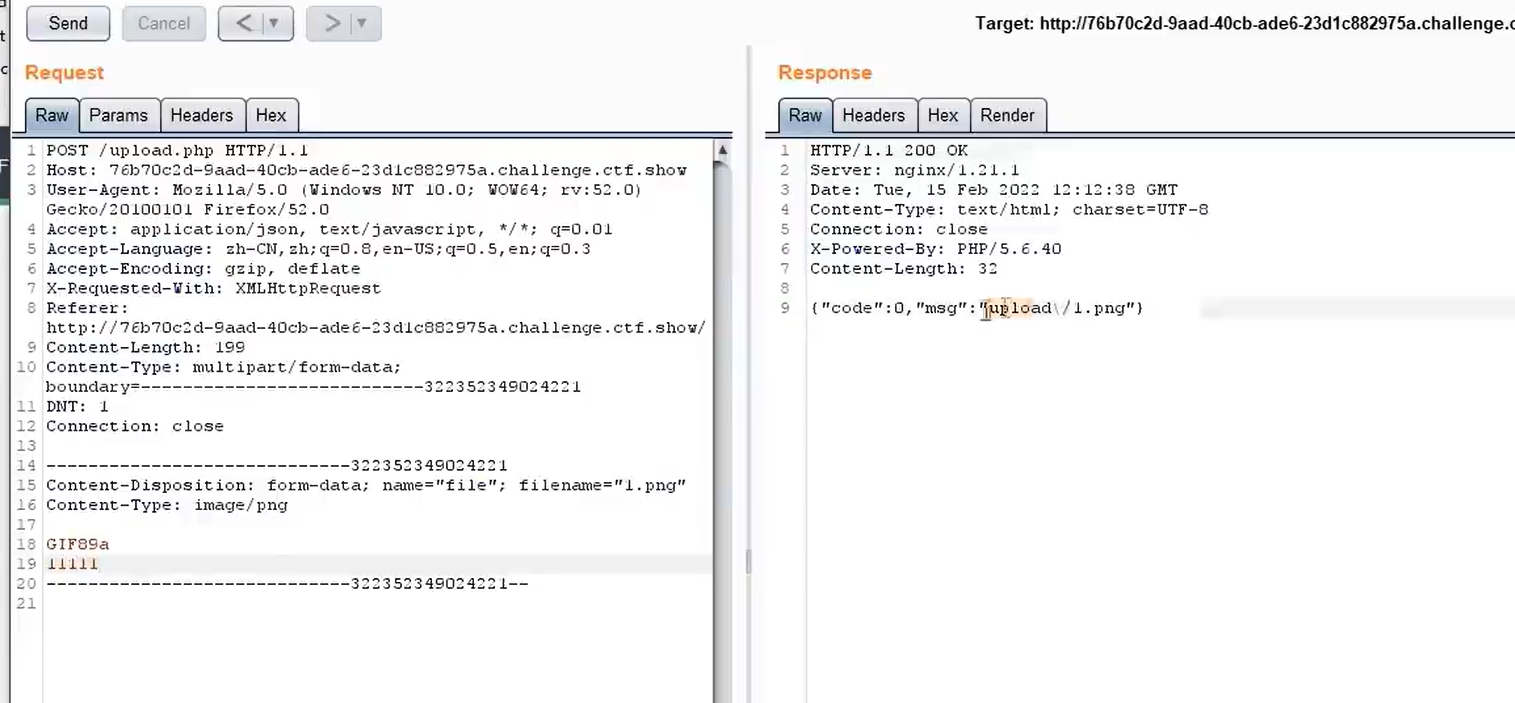 Send Cancel < ▼ > ▼ Target: http://76b70c2d-9aad-40cb-ade6-23d1c882975a.challenge.c
Request
Raw Params Headers Hex
1 POST /upload.php HTTP/1.1
2 Host: 76b70c2d-9aad-40cb-ade6-23d1c882975a.challenge.ctf.show
3 User-Agent: Mozilla/5.0 (Windows NT 10.0; WOW64; rv:52.0)
Gecko/20100101 Firefox/52.0
4 Accept: application/json, text/javascript, */*; q=0.01
5 Accept-Language: zh-CN,zh;q=0.8,en-US;q=0.5,en;q=0.3
6 Accept-Encoding: gzip, deflate
7 X-Requested-With: XMLHttpRequest
8 Referer:
http://76b70c2d-9aad-40cb-ade6-23d1c882975a.challenge.ctf.show/
9 Content-Length: 199
10 Content-Type: multipart/form-data;
boundary=---------------------------322352349024221
11 DNT: 1
12 Connection: close
13
14 -----------------------------322352349024221
15 Content-Disposition: form-data; name="file"; filename="1.png"
16 Content-Type: image/png
17
18 GIF89a
19 11111
20 -----------------------------322352349024221--
21
Response
Raw Headers Hex Render
1 HTTP/1.1 200 OK
2 Server: nginx/1.21.1
3 Date: Tue, 15 Feb 2022 12:12:38 GMT
4 Content-Type: text/html; charset=UTF-8
5 Connection: close
6 X-Powered-By: PHP/5.6.40
7 Content-Length: 32
8
9 {"code":0,"msg":"upload\/1.png"}